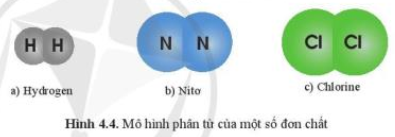 H H
N N
Cl Cl
a) Hydrogen
b) Nitơ
c) Chlorine
Hình 4.4. Mô hình phân tử của một số đơn chất